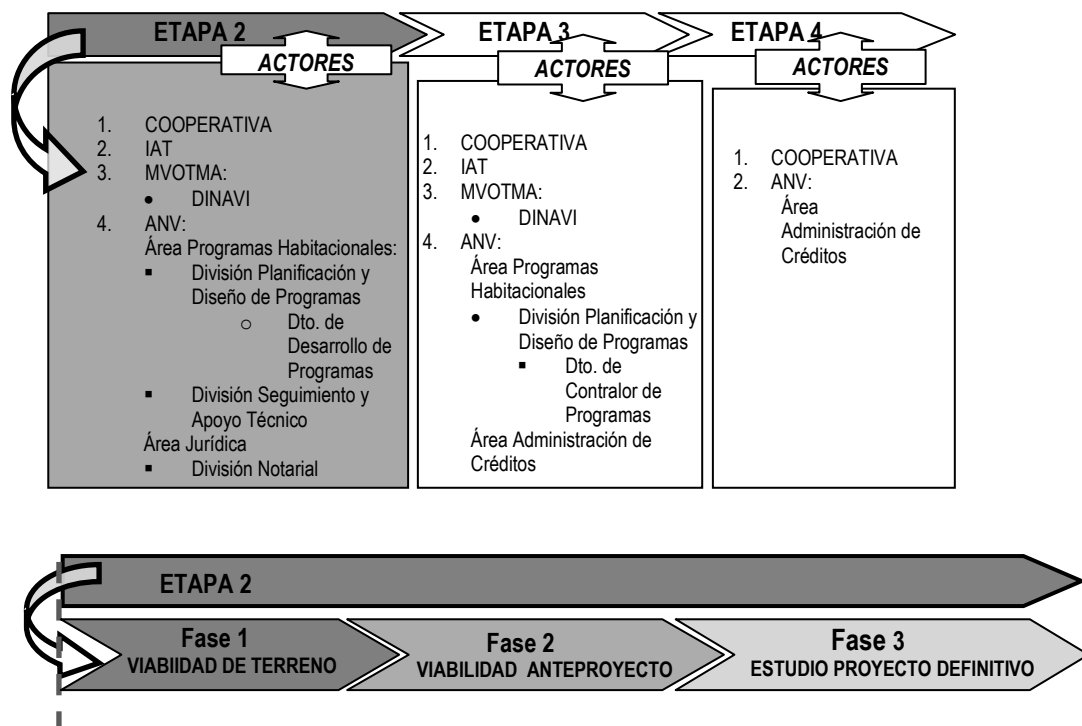 ETAPA 2
ETAPA 3
ETAPA 4
ACTORES
1. COOPERATIVA
2. IAT
3. MVOTMA:
• DINAVI
4. ANV:
Área Programas Habitacionales:
▪ División Planificación y
Diseño de Programas
o Dto. de
Desarrollo de
Programas
▪ División Seguimiento y
Apoyo Técnico
Área Jurídica
▪ División Notarial
ACTORES
1. COOPERATIVA
2. IAT
3. MVOTMA:
• DINAVI
4. ANV:
Área Programas
Habitacionales
• División Planificación y
Diseño de Programas
▪ Dto. de
Contralor de
Programas
Área Administración de
Créditos
ACTORES
1. COOPERATIVA
2. ANV:
Área
Administración de
Créditos
ETAPA 2
Fase 1
VIABIIDAD DE TERRENO
Fase 2
VIABILIDAD ANTEPROYECTO
Fase 3
ESTUDIO PROYECTO DEFINITIVO